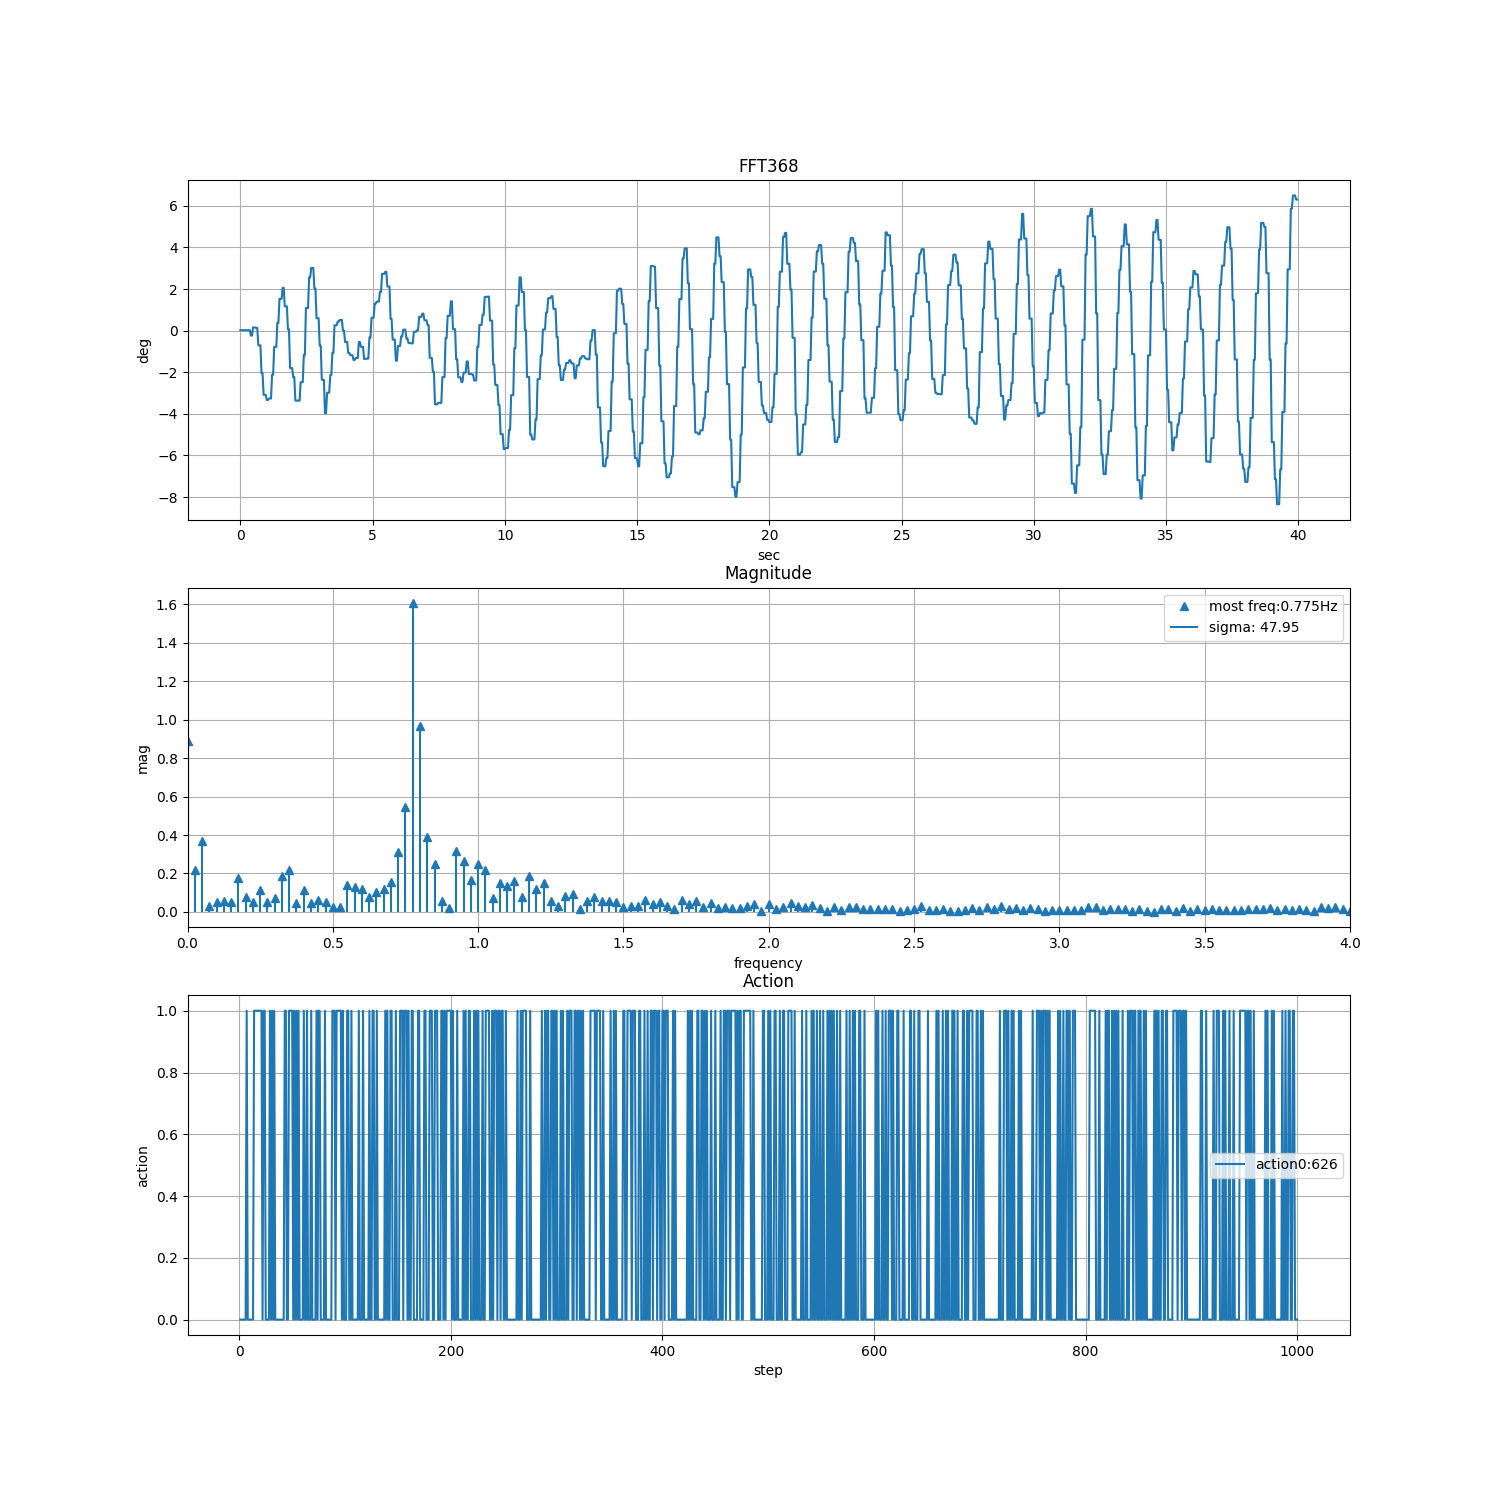 FFT368
6
4
2
0
−2
−4
−6
−8
deg
0 5 10 15 20 25 30 35 40
sec
Magnitude
1.6
1.4
1.2
1.0
0.8
0.6
0.4
0.2
0.0
mag
most freq:0.775Hz
sigma: 47.95
0.0 0.5 1.0 1.5 2.0 2.5 3.0 3.5 4.0
frequency
Action
1.0
0.8
0.6
0.4
0.2
0.0
action
action0:626
0 200 400 600 800 1000
step